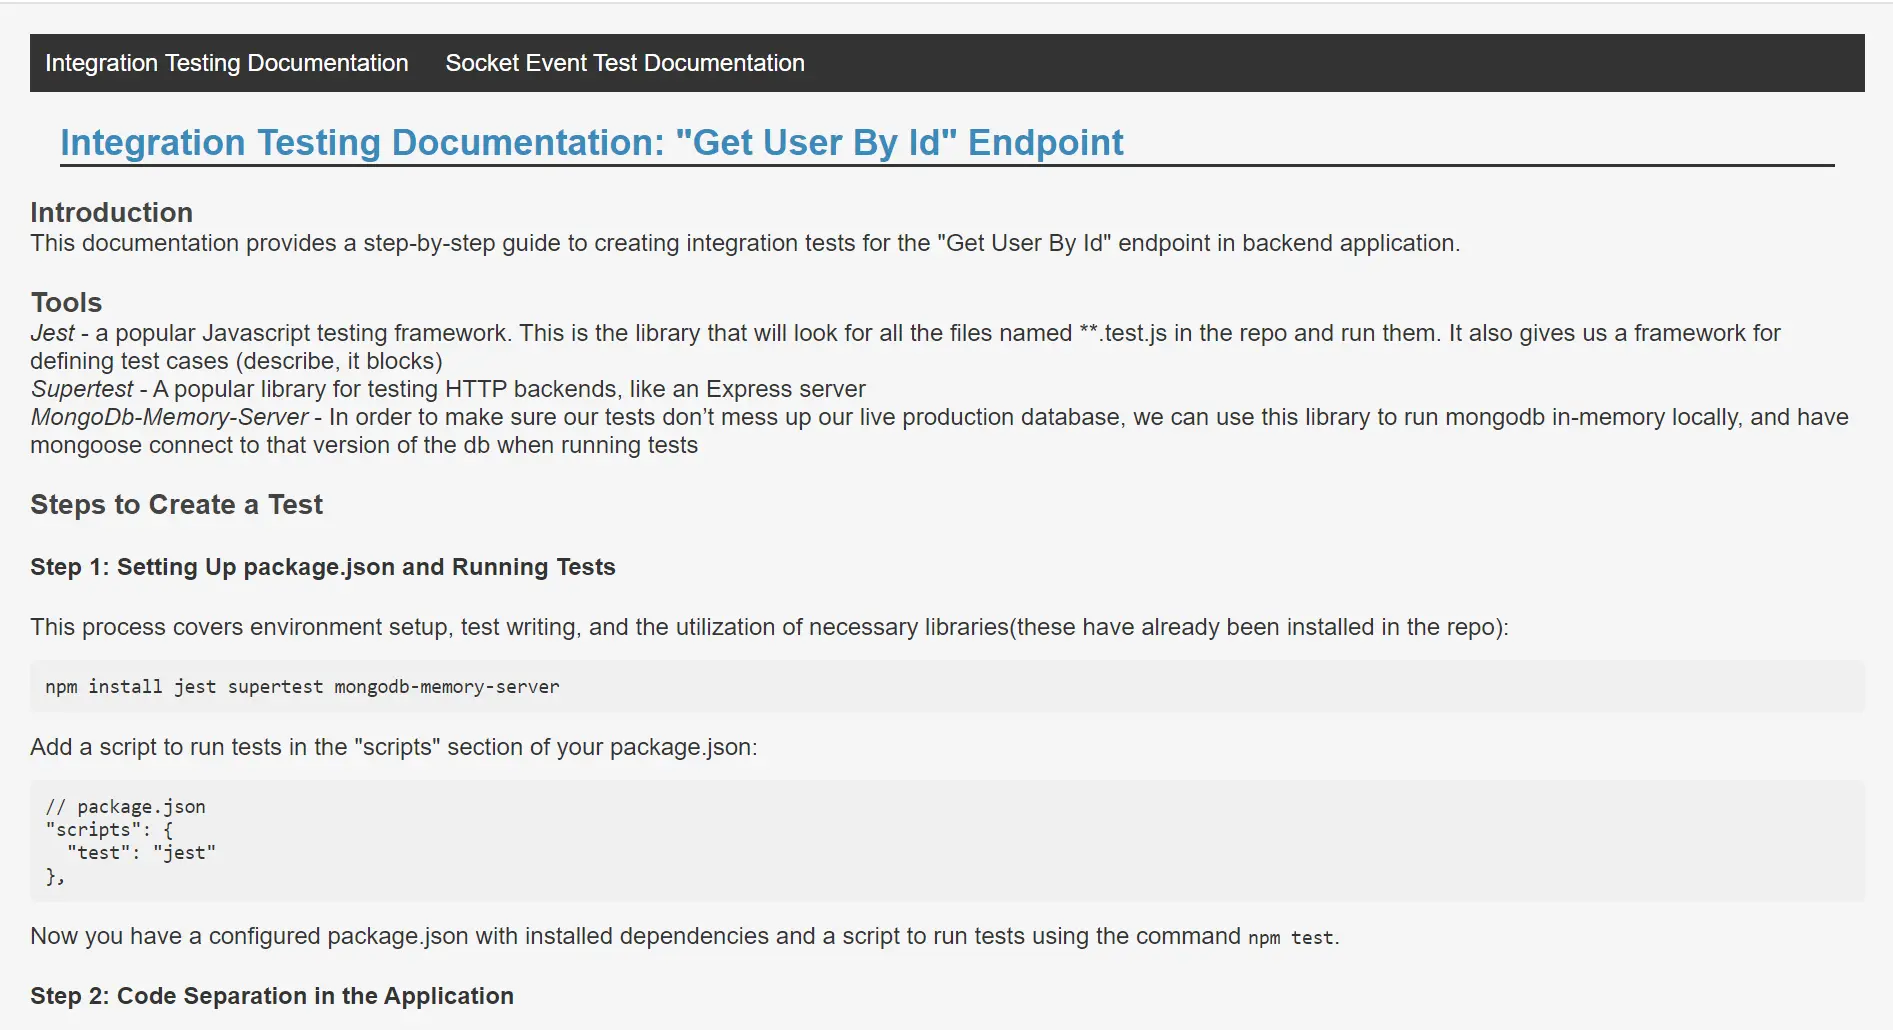 Integration Testing Documentation Socket Event Test Documentation
Integration Testing Documentation: "Get User By Id" Endpoint
Introduction
This documentation provides a step-by-step guide to creating integration tests for the "Get User By Id" endpoint in backend application.
Tools
Jest - a popular Javascript testing framework. This is the library that will look for all the files named **.test.js in the repo and run them. It also gives us a framework for
defining test cases (describe, it blocks)
Supertest - A popular library for testing HTTP backends, like an Express server
MongoDb-Memory-Server - In order to make sure our tests don’t mess up our live production database, we can use this library to run mongodb in-memory locally, and have
mongoose connect to that version of the db when running tests
Steps to Create a Test
Step 1: Setting Up package.json and Running Tests
This process covers environment setup, test writing, and the utilization of necessary libraries(these have already been installed in the repo):
npm install jest supertest mongodb-memory-server
Add a script to run tests in the "scripts" section of your package.json:
// package.json
"scripts": {
  "test": "jest"
},
Now you have a configured package.json with installed dependencies and a script to run tests using the command npm test.
Step 2: Code Separation in the Application